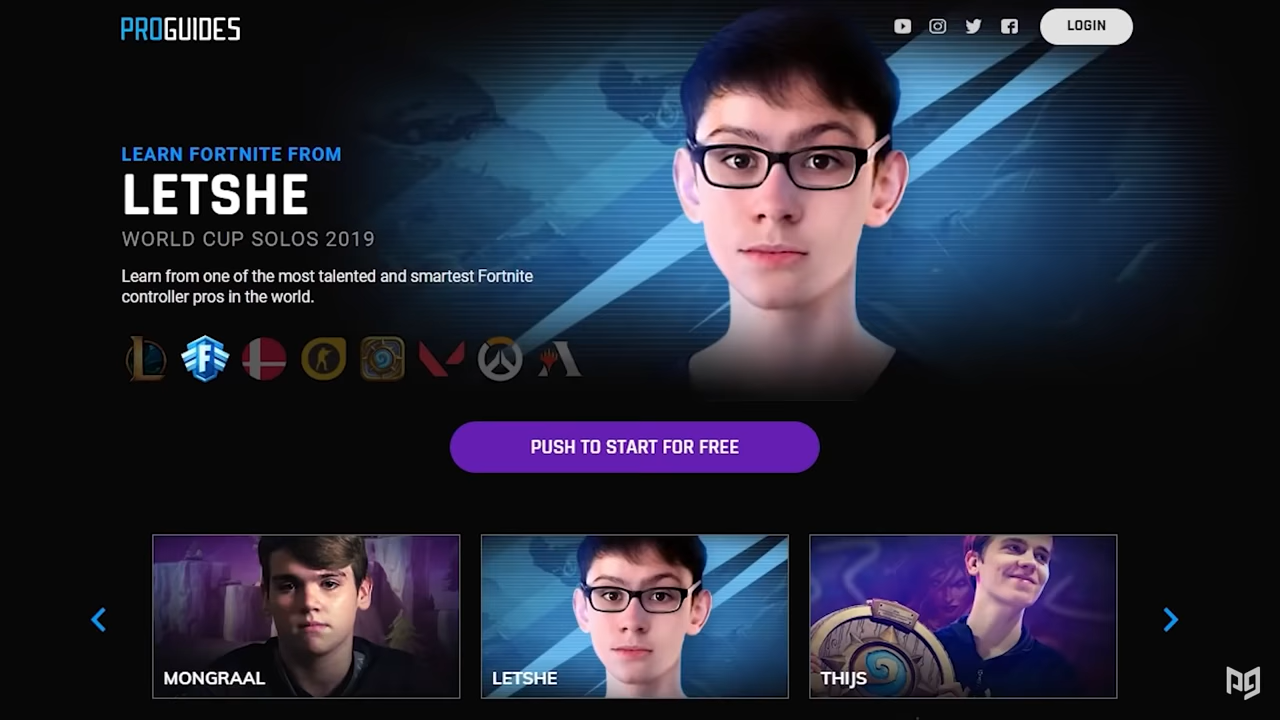 PROGUIDES
LOGIN
LEARN FORTNITE FROM
LETSHE
WORLD CUP SOLOS 2019
Learn from one of the most talented and smartest Fortnite
controller pros in the world.
PUSH TO START FOR FREE
MONGRAAL
LETSHE
THIJS